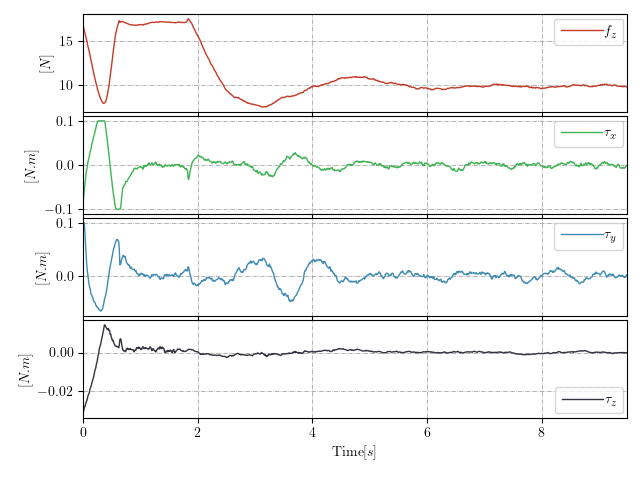 [N]
15
10
f_z
[N.m]
0.1
0.0
−0.1
τ_x
[N.m]
0.1
0.0
τ_y
[N.m]
0.00
−0.02
τ_z
0 2 4 6 8
Time[s]